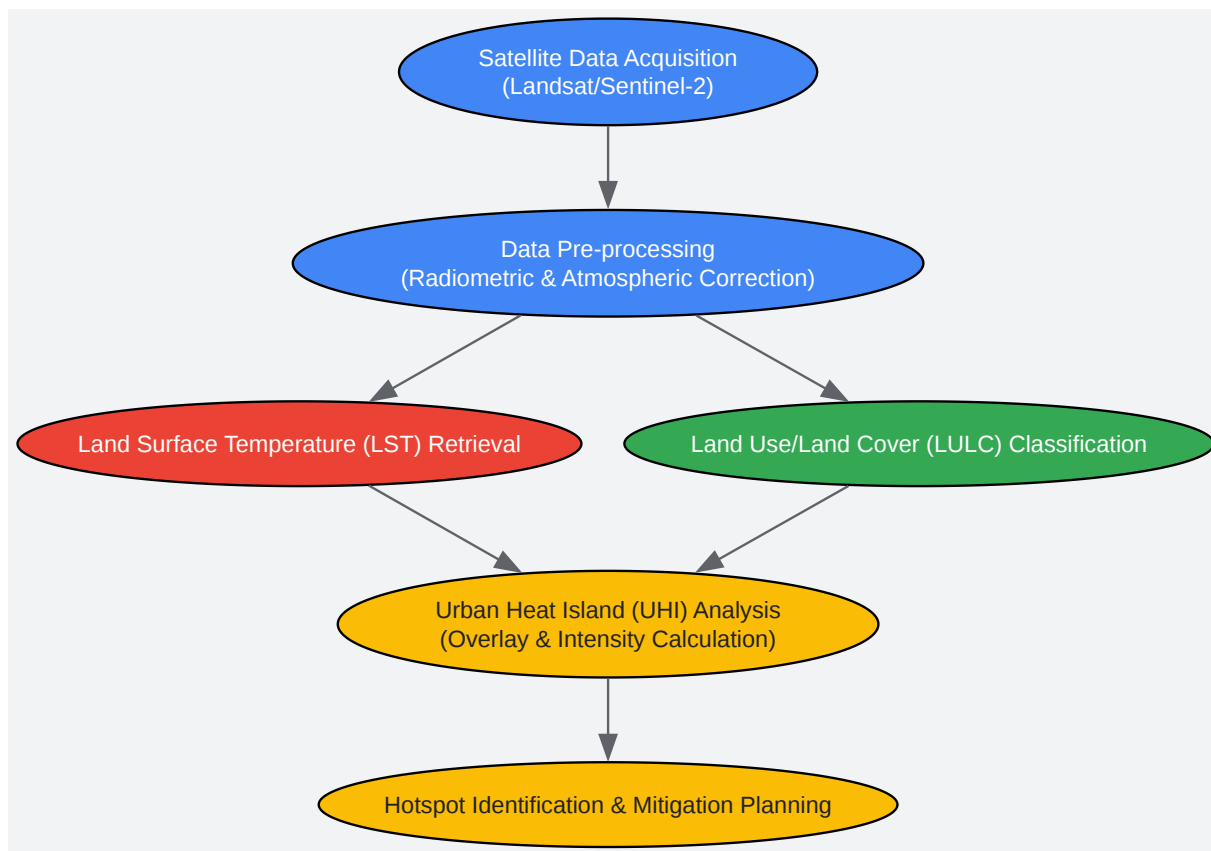 Satellite Data Acquisition
(Landsat/Sentinel-2)
Data Pre-processing
(Radiometric & Atmospheric Correction)
Land Surface Temperature (LST) Retrieval
Land Use/Land Cover (LULC) Classification
Urban Heat Island (UHI) Analysis
(Overlay & Intensity Calculation)
Hotspot Identification & Mitigation Planning